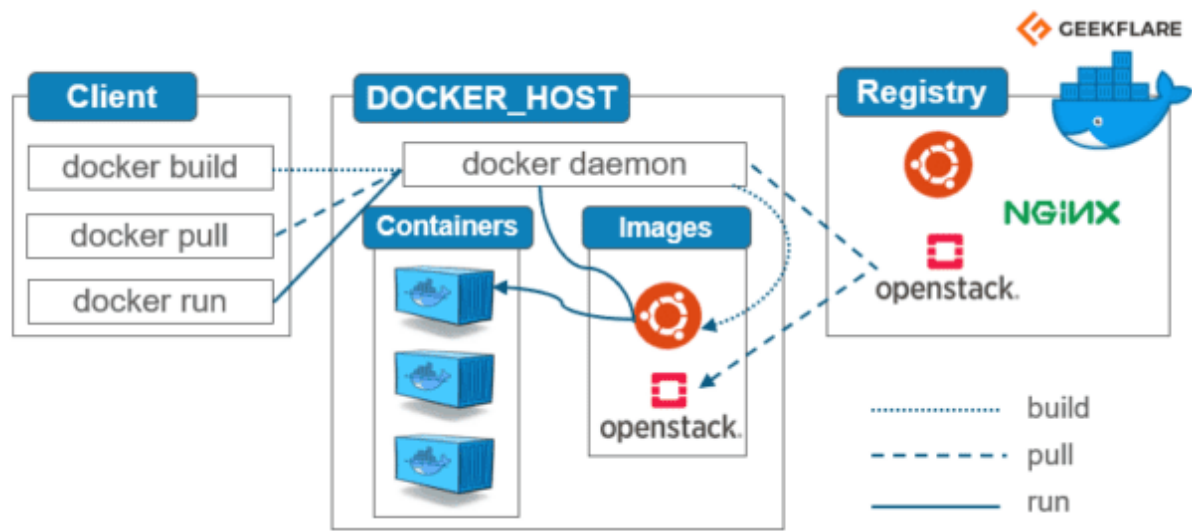 GEEKFLARE
Client
docker build
docker pull
docker run
DOCKER_HOST
docker daemon
Containers
Images
openstack.
Registry
NGiNX
openstack.
build
pull
run